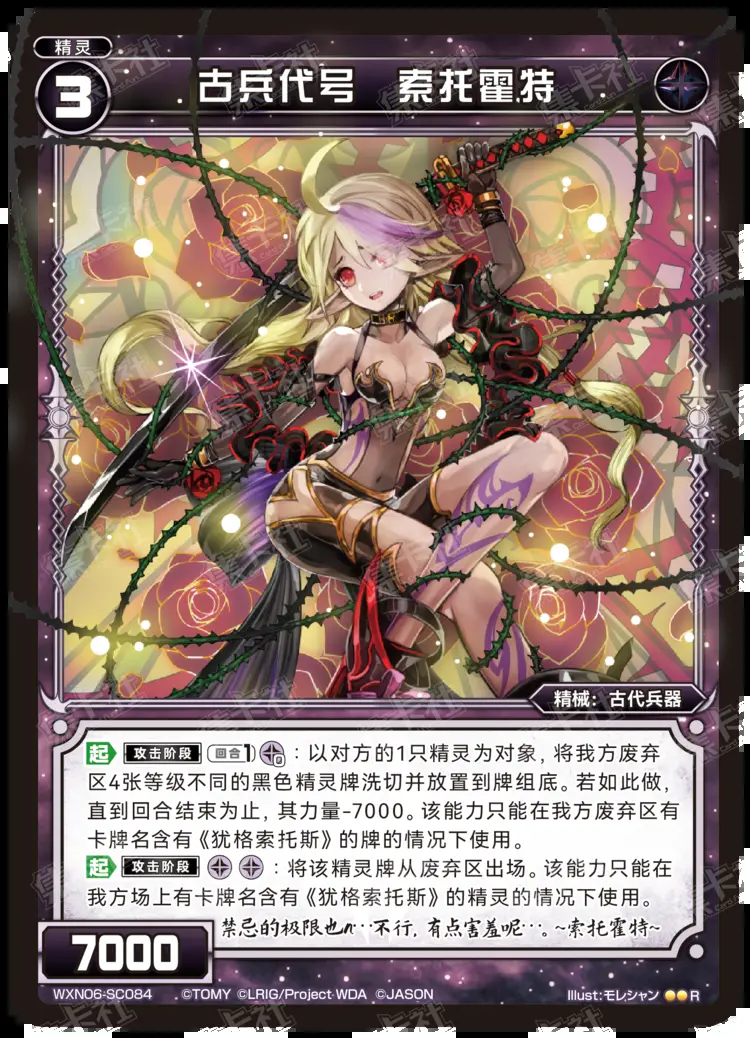 精灵
3
古兵代号 索托霍特
精械：古代兵器
起 攻击阶段 回合1 0：以对方的1只精灵为对象，将我方废弃
区4张等级不同的黑色精灵牌洗切并放置到牌组底。若如此做，
直到回合结束为止，其力量-7000。该能力只能在我方废弃区有
卡牌名含有《犹格索托斯》的牌的情况下使用。
起 攻击阶段：将该精灵牌从废弃区出场。该能力只能在
我方场上有卡牌名含有《犹格索托斯》的精灵的情况下使用。
禁忌的极限也n…不行，有点害羞呢…。~索托霍特~
7000
WXN06-SC084 ©TOMY ©LRIG/Project WDA ©JASON
Illust:モレシャン R
集卡社